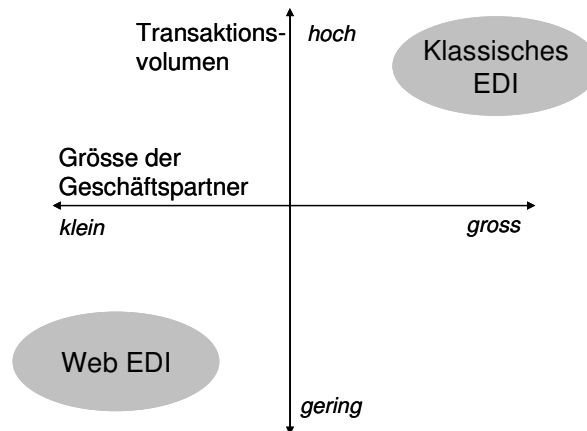 Transaktions-
volumen
hoch
Klassisches
EDI
Grösse der
Geschäftspartner
klein
gross
Web EDI
gering